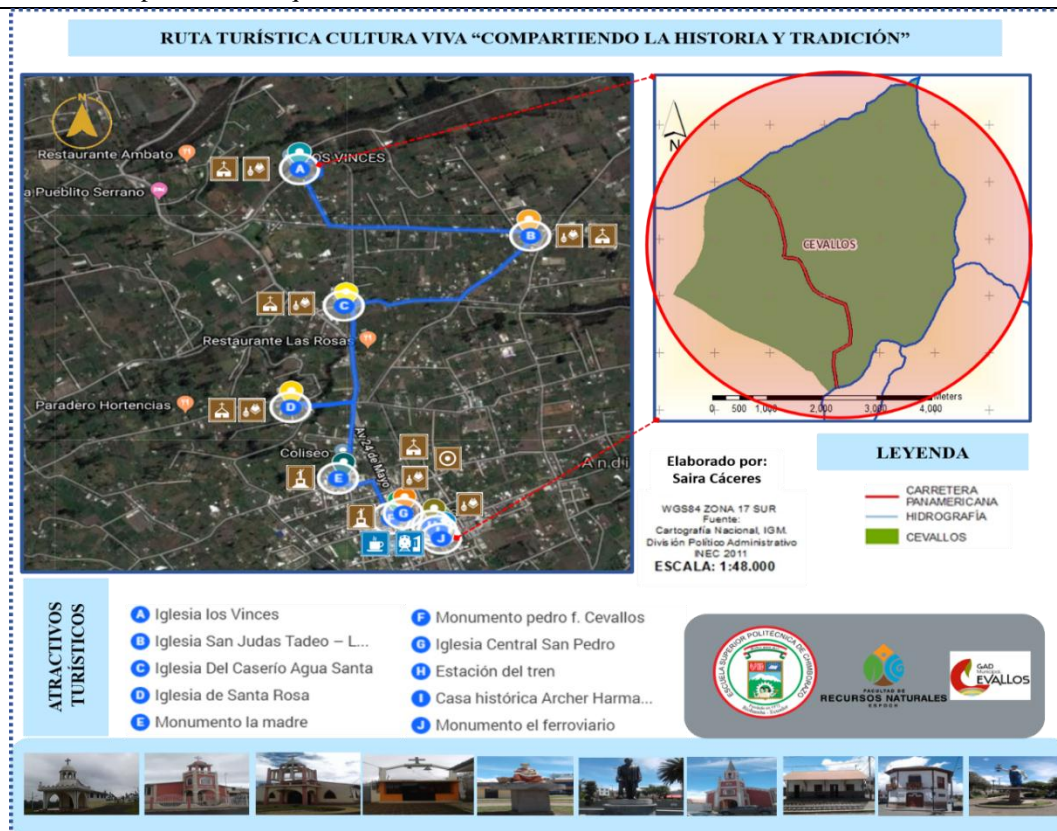 RUTA TURÍSTICA CULTURA VIVA “COMPARTIENDO LA HISTORIA Y TRADICIÓN”
N
Restaurante Ambato
OS VINCES
A
a Pueblito Serrano
B
C
Restaurante Las Rosas
Paradero Hortencias
D
Av. 24 de Mayo
Coliseo
E
Andi
G
J
N
CEVALLOS
0 500 1,000 2,000 3,000 4,000 Meters
Elaborado por:
Saira Cáceres
WGS84 ZONA 17 SUR
Fuente:
Cartografía Nacional, IGM.
División Político Administrativo
INEC 2011
ESCALA: 1:48.000
LEYENDA
CARRETERA
PANAMERICANA
HIDROGRAFÍA
CEVALLOS
ATRACTIVOS
TURÍSTICOS
A Iglesia los Vinces
B Iglesia San Judas Tadeo – L...
C Iglesia Del Caserío Agua Santa
D Iglesia de Santa Rosa
E Monumento la madre
F Monumento pedro f. Cevallos
G Iglesia Central San Pedro
H Estación del tren
I Casa histórica Archer Harma...
J Monumento el ferroviario
ESCUELA SUPERIOR POLITÉCNICA DE CHIMBORAZO
FACULTAD DE
RECURSOS NATURALES
ESPOCH
GAD
Municipal
CEVALLOS